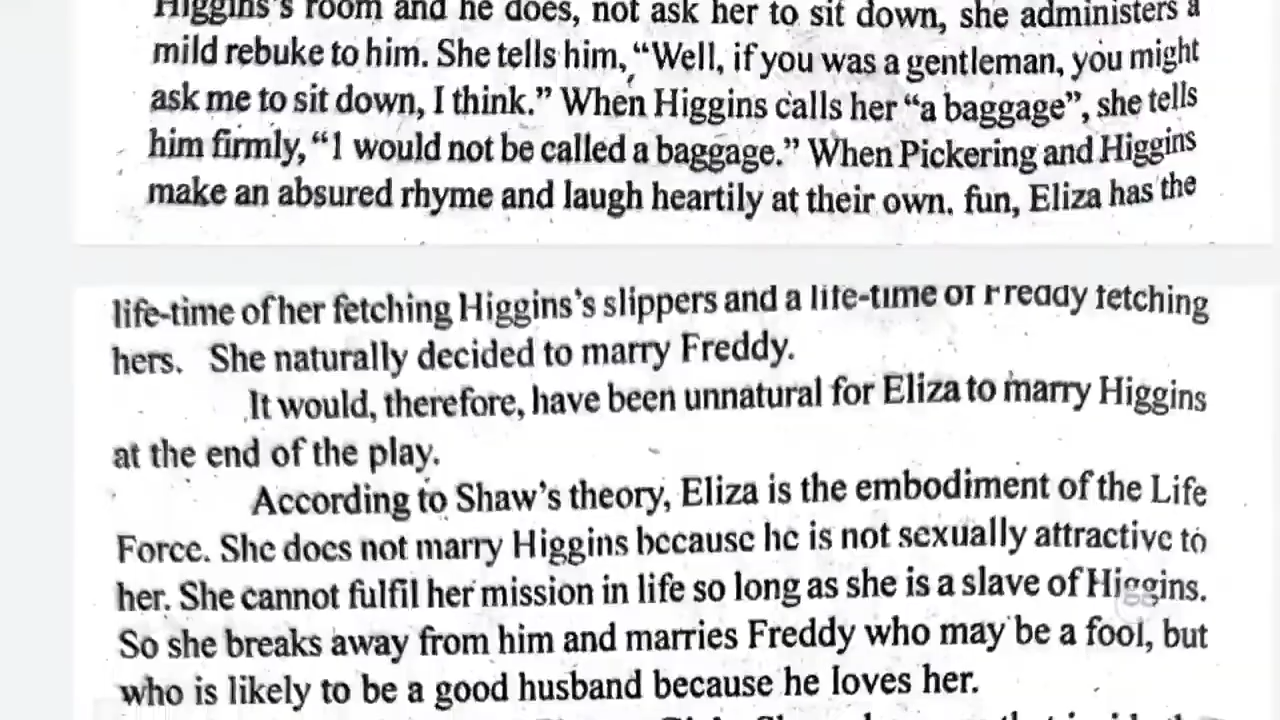 Higgins's room and he does, not ask her to sit down, she administers a
mild rebuke to him. She tells him, “Well, if you was a gentleman, you might
ask me to sit down, I think.” When Higgins calls her “a baggage”, she tells
him firmly, “I would not be called a baggage.” When Pickering and Higgins
make an absured rhyme and laugh heartily at their own. fun, Eliza has the
life-time of her fetching Higgins's slippers and a life-time of Freddy fetching
hers. She naturally decided to marry Freddy.
It would, therefore, have been unnatural for Eliza to marry Higgins
at the end of the play.
According to Shaw's theory, Eliza is the embodiment of the Life
Force. She does not marry Higgins because he is not sexually attractive to
her. She cannot fulfil her mission in life so long as she is a slave of Higgins.
So she breaks away from him and marries Freddy who may be a fool, but
who is likely to be a good husband because he loves her.